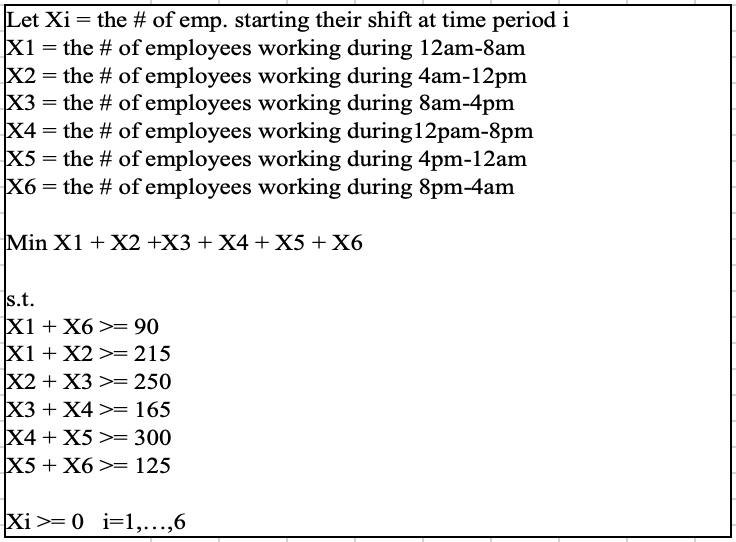 Let Xi = the # of emp. starting their shift at time period i
X1 = the # of employees working during 12am-8am
X2 = the # of employees working during 4am-12pm
X3 = the # of employees working during 8am-4pm
X4 = the # of employees working during12pam-8pm
X5 = the # of employees working during 4pm-12am
X6 = the # of employees working during 8pm-4am
Min X1 + X2 +X3 + X4 + X5 + X6
s.t.
X1 + X6 >= 90
X1 + X2 >= 215
X2 + X3 >= 250
X3 + X4 >= 165
X4 + X5 >= 300
X5 + X6 >= 125
Xi >= 0 i=1,...,6